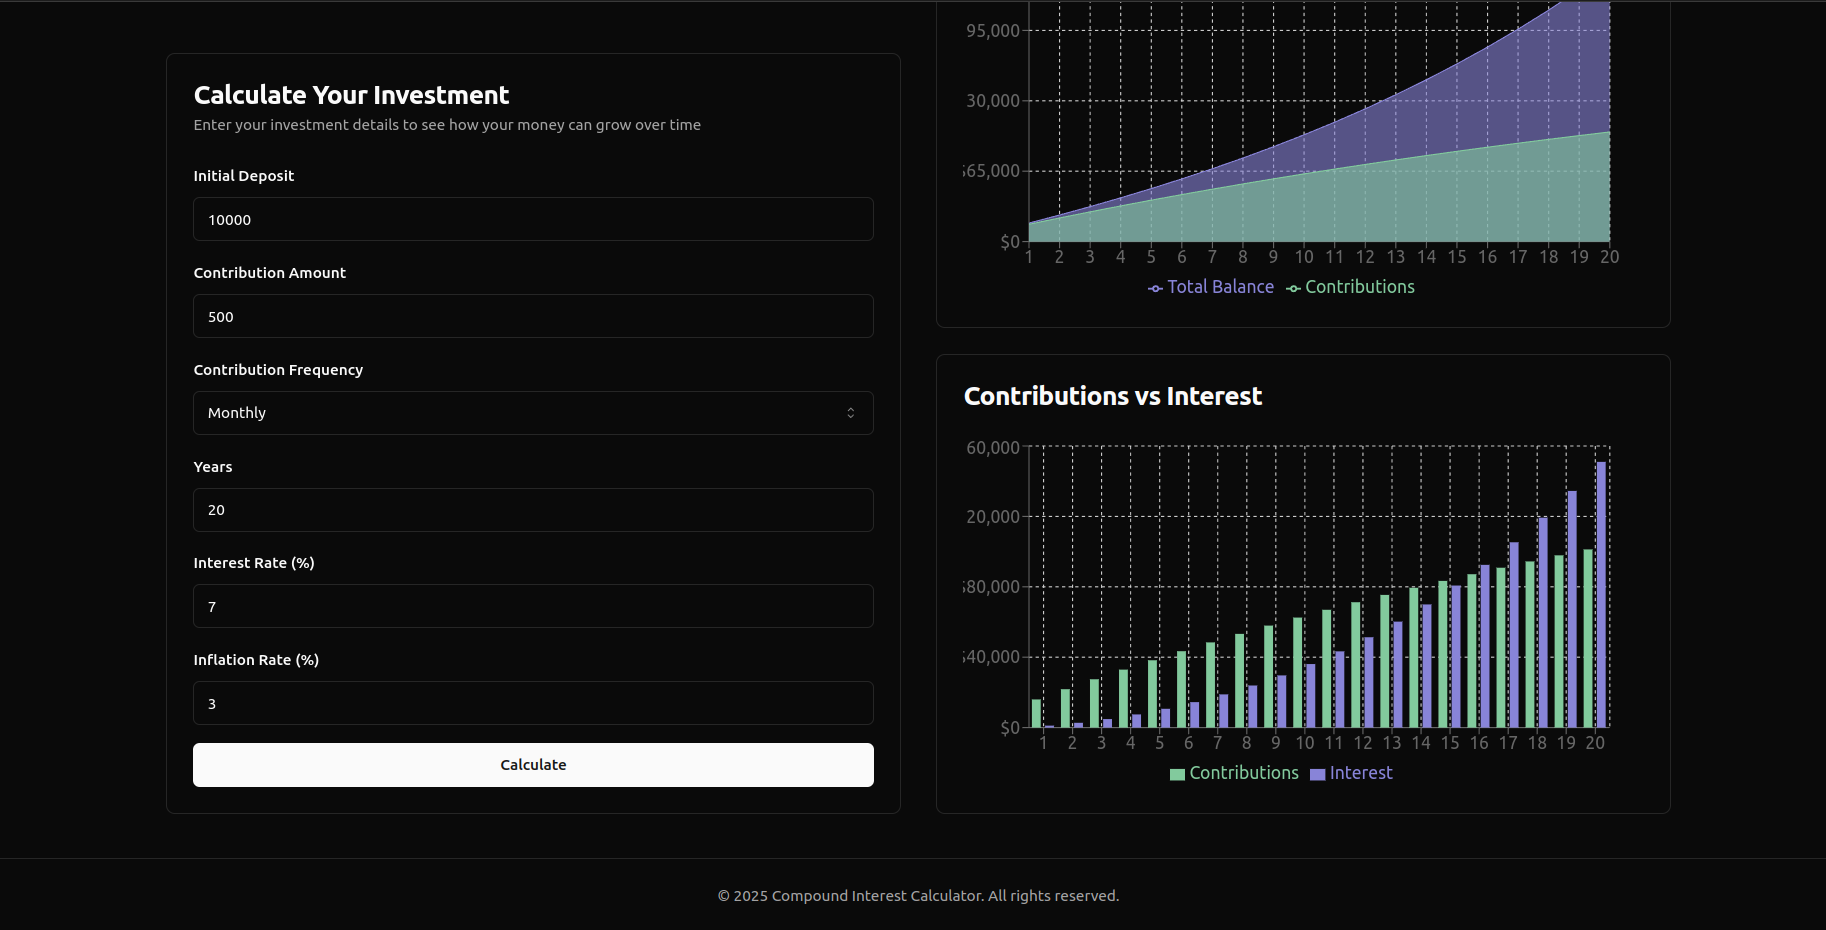 Calculate Your Investment
Enter your investment details to see how your money can grow over time
Initial Deposit
10000
Contribution Amount
500
Contribution Frequency
Monthly
Years
20
Interest Rate (%)
7
Inflation Rate (%)
3
Calculate
95,000
30,000
65,000
$0
1 2 3 4 5 6 7 8 9 10 11 12 13 14 15 16 17 18 19 20
Total Balance Contributions
Contributions vs Interest
60,000
20,000
80,000
40,000
$0
1 2 3 4 5 6 7 8 9 10 11 12 13 14 15 16 17 18 19 20
Contributions Interest
© 2025 Compound Interest Calculator. All rights reserved.